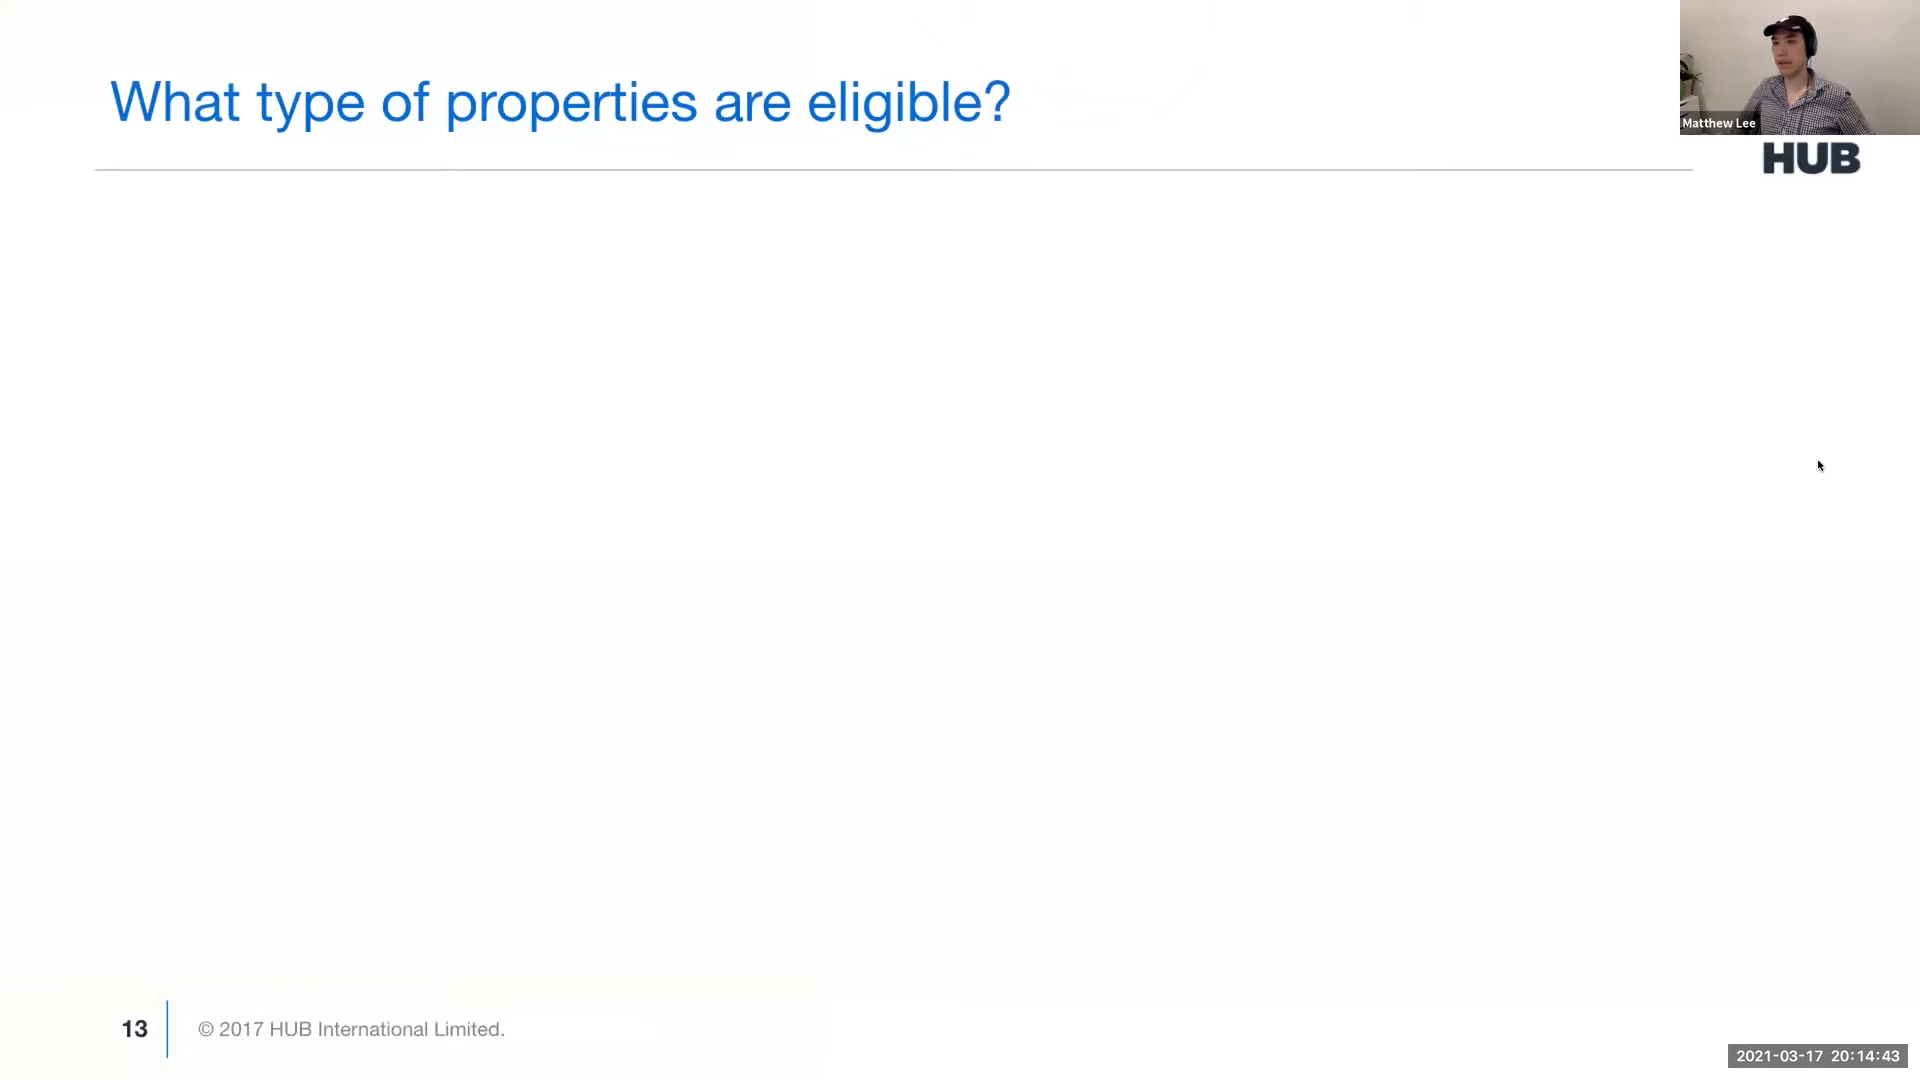 What type of properties are eligible?
Matthew Lee
HUB
13
© 2017 HUB International Limited.
2021-03-17 20:14:43